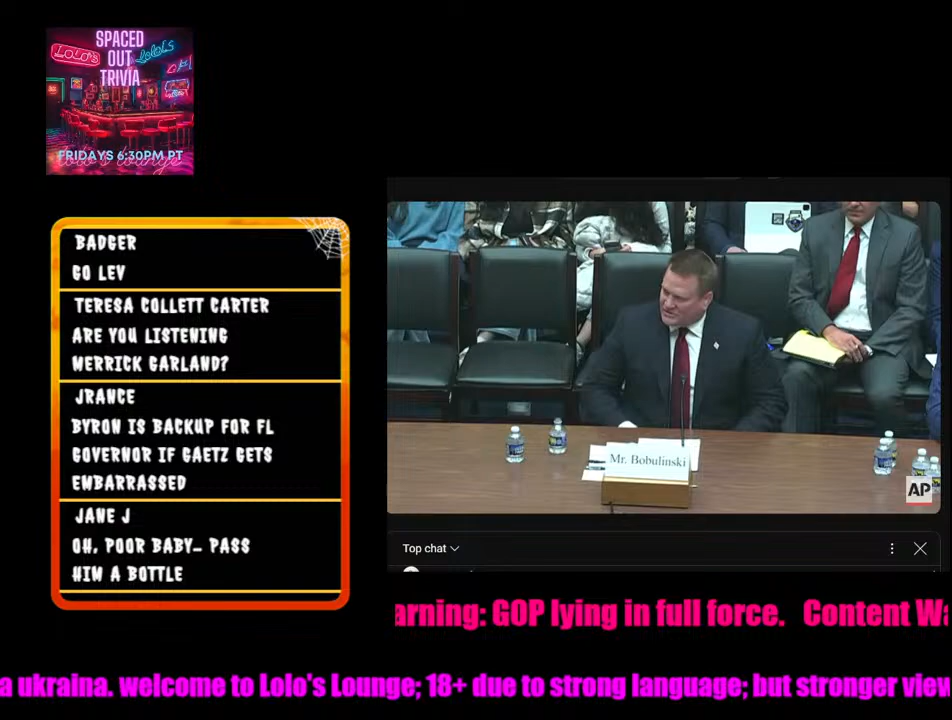 SPACED
OUT
TRIVIA
LOLO'S
FRIDAYS 6:30PM PT
lolo's lounge
BADGER
GO LEV
TERESA COLLETT CARTER
ARE YOU LISTENING
MERRICK GARLAND?
JRANCE
BYRON IS BACKUP FOR FL
GOVERNOR IF GAETZ GETS
EMBARRASSED
JANE J
OH, POOR BABY_ PASS
HIM A BOTTLE
Mr. Bobulinski
AP
Top chat
arning: GOP lying in full force. Content Wa
a ukraina. welcome to Lolo's Lounge; 18+ due to strong language; but stronger view